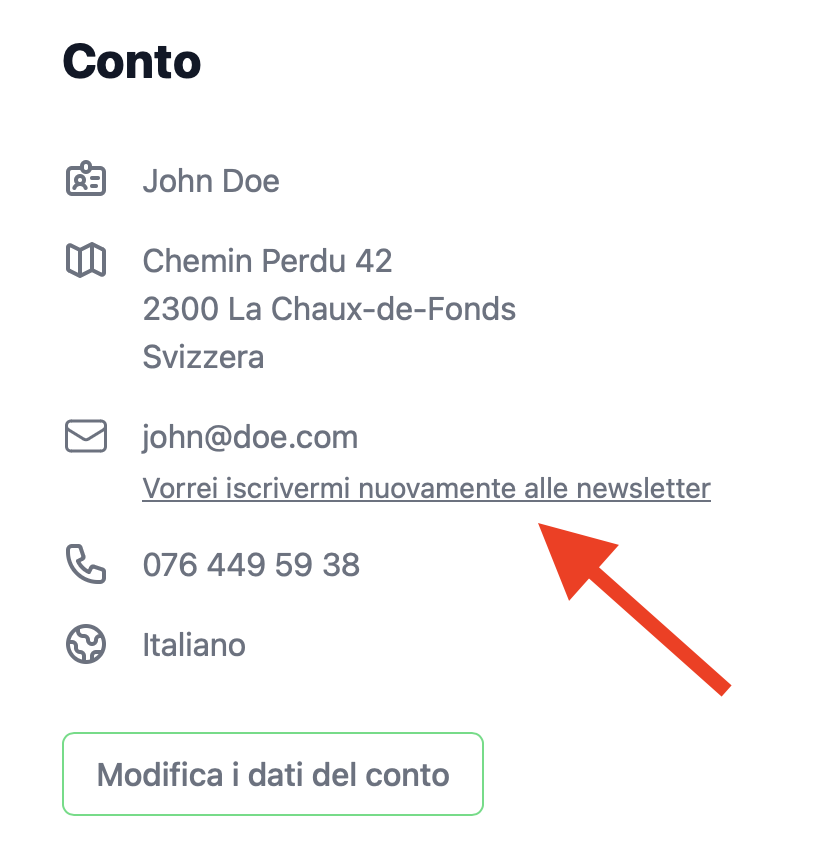 Conto
John Doe
Chemin Perdu 42
2300 La Chaux-de-Fonds
Svizzera
john@doe.com
Vorrei iscrivermi nuovamente alle newsletter
076 449 59 38
Italiano
Modifica i dati del conto